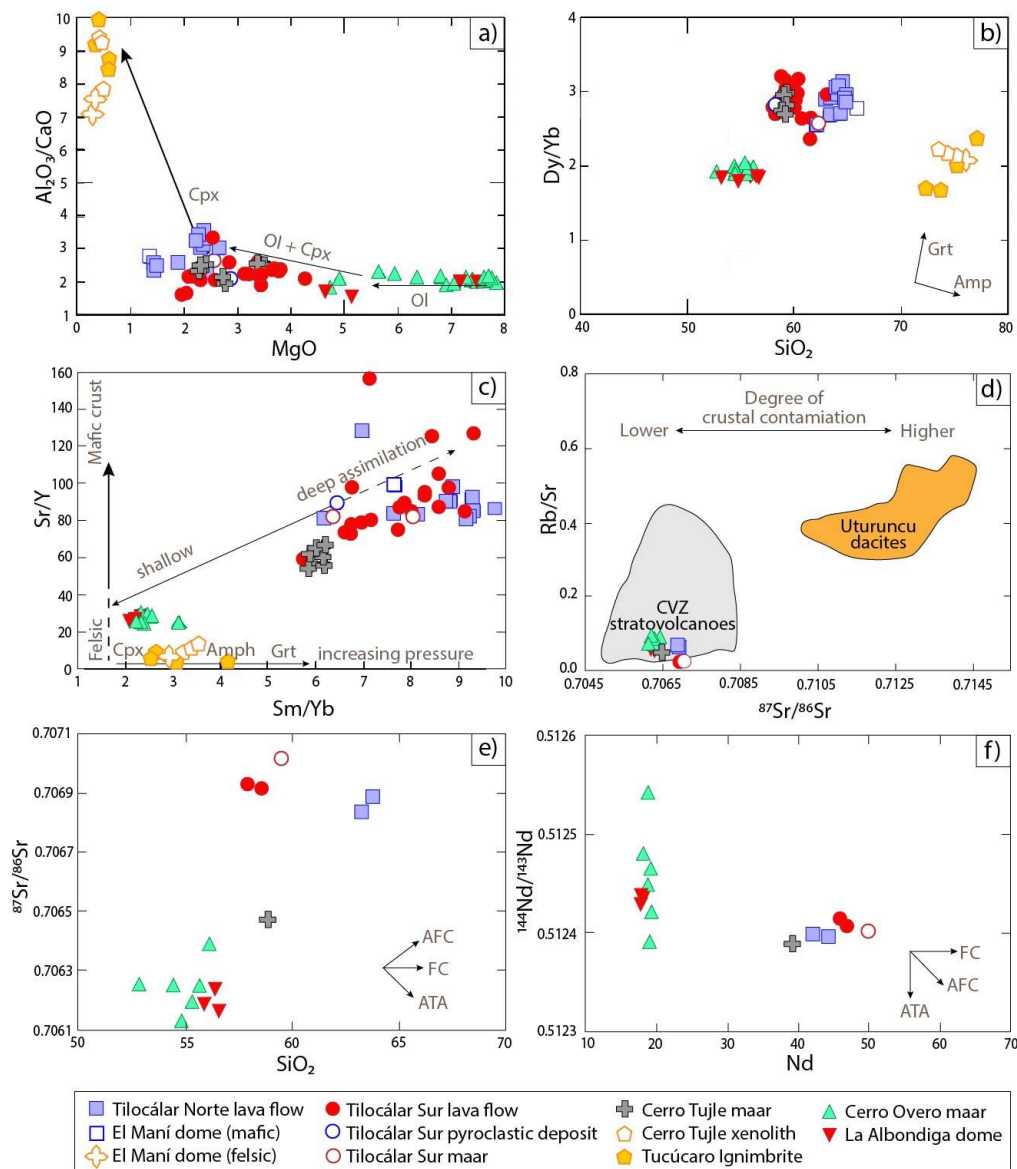 a)
10
9
8
7
6
5
4
3
2
1
Al₂O₃/CaO
Cpx
Ol + Cpx
Ol
0 1 2 3 4 5 6 7 8
MgO
b)
4
3
2
1
0
Dy/Yb
Grt
Amp
40 50 60 70 80
SiO₂
c)
160
140
120
100
80
60
40
20
0
Sr/Y
Mafic crust
Felsic
deep assimilation
shallow
Cpx Amph Grt increasing pressure
1 2 3 4 5 6 7 8 9 10
Sm/Yb
d)
Degree of
crustal contamiation
Lower Higher
0.8
0.6
0.4
0.2
0.0
Rb/Sr
Uturuncu
dacites
CVZ
stratovolcanoes
0.7045 0.7065 0.7085 0.7105 0.7125 0.7145
⁸⁷Sr/⁸⁶Sr
e)
0.7071
0.7069
0.7067
0.7065
0.7063
0.7061
⁸⁷Sr/⁸⁶Sr
AFC
FC
ATA
50 55 60 65 70
SiO₂
f)
0.5126
0.5125
0.5124
0.5123
¹⁴⁴Nd/¹⁴³Nd
FC
AFC
ATA
10 20 30 40 50 60 70
Nd
Tilocálar Norte lava flow
El Maní dome (mafic)
El Maní dome (felsic)
Tilocálar Sur lava flow
Tilocálar Sur pyroclastic deposit
Tilocálar Sur maar
Cerro Tujle maar
Cerro Tujle xenolith
Tucúcaro Ignimbrite
Cerro Overo maar
La Albondiga dome